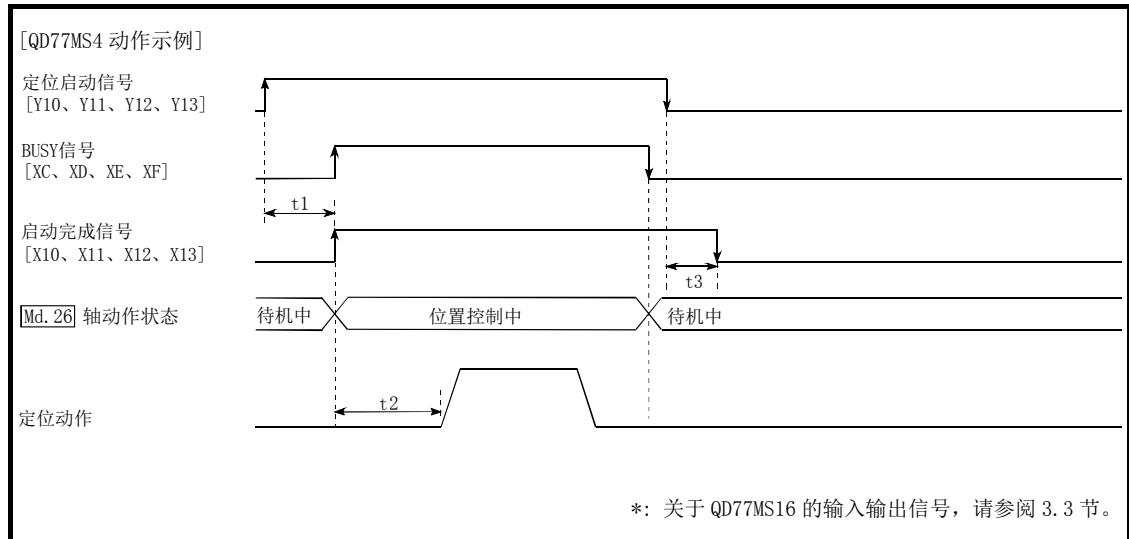 [QD77MS4 动作示例]
定位启动信号
[Y10、Y11、Y12、Y13]
BUSY信号
[XC、XD、XE、XF]
t1
启动完成信号
[X10、X11、X12、X13]
t3
Md.26 轴动作状态
待机中
位置控制中
待机中
t2
定位动作
*: 关于 QD77MS16 的输入输出信号，请参阅 3.3 节。